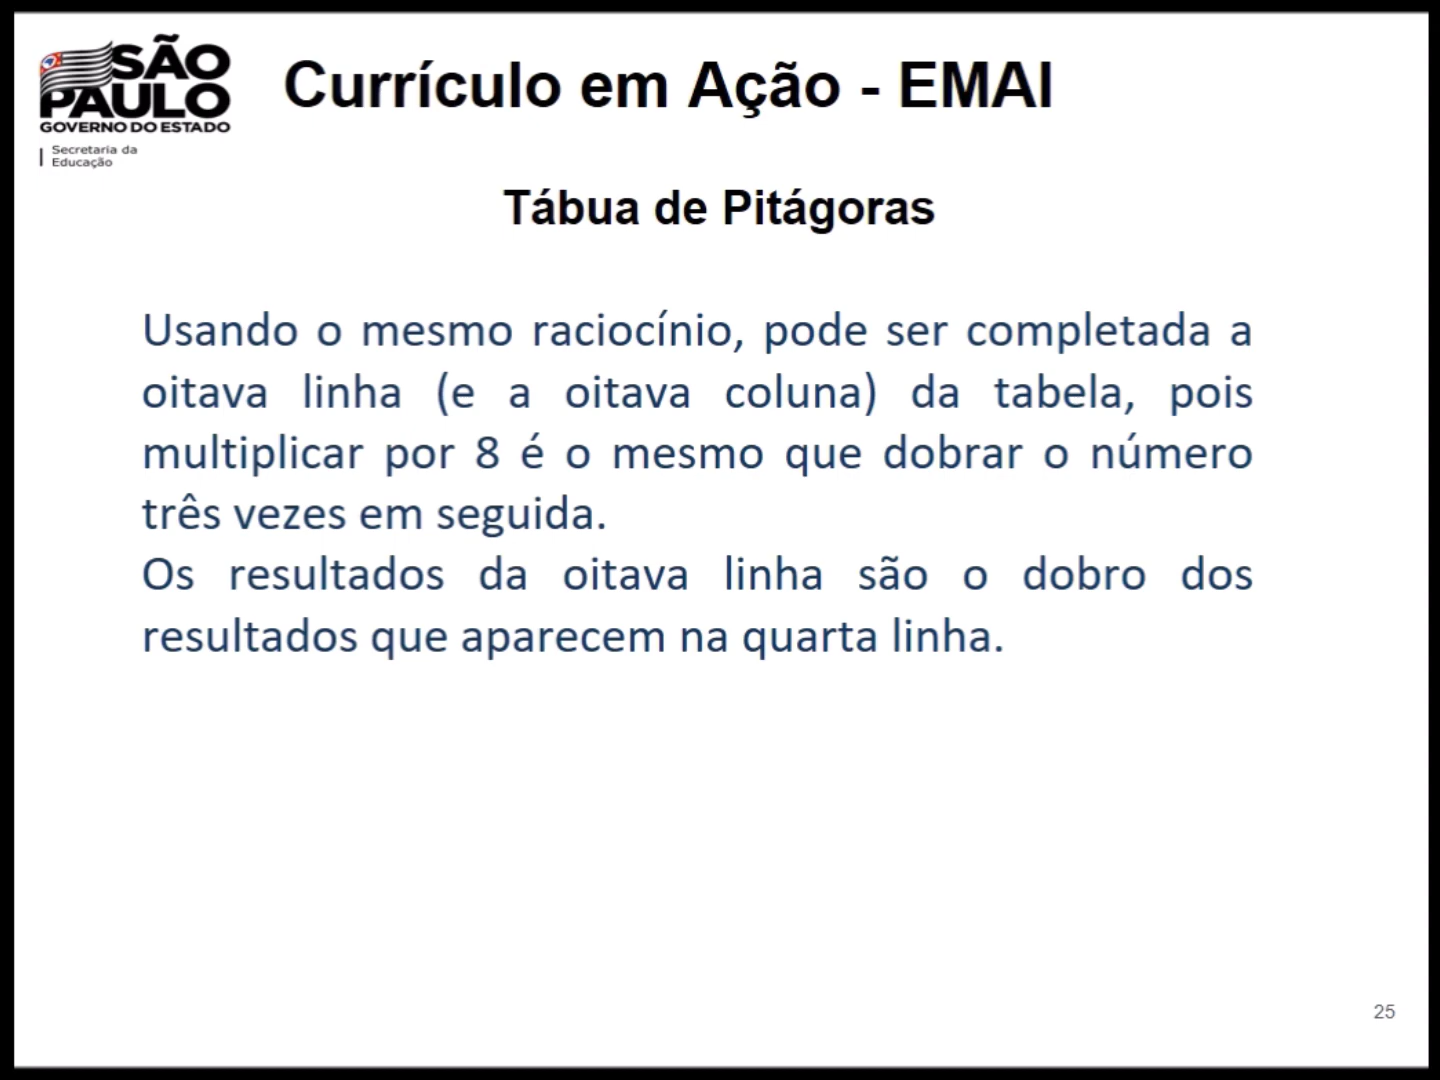 SÃO
PAULO
GOVERNO DO ESTADO
Secretaria da
Educação
Currículo em Ação - EMAI
Tábua de Pitágoras
Usando o mesmo raciocínio, pode ser completada a
oitava linha (e a oitava coluna) da tabela, pois
multiplicar por 8 é o mesmo que dobrar o número
três vezes em seguida.
Os resultados da oitava linha são o dobro dos
resultados que aparecem na quarta linha.
25